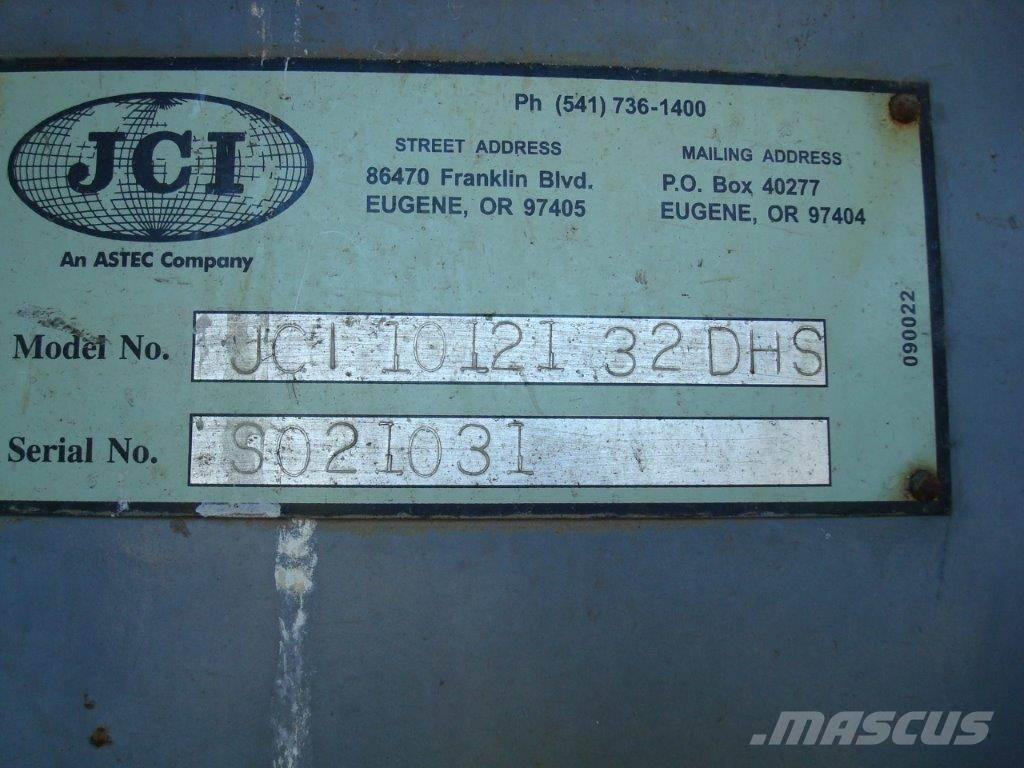 JCI
An ASTEC Company
Ph (541) 736-1400
STREET ADDRESS
86470 Franklin Blvd.
EUGENE, OR 97405
MAILING ADDRESS
P.O. Box 40277
EUGENE, OR 97404
Model No. JCI 10121 32 DHS
Serial No. S021031
090022
.MASCUS